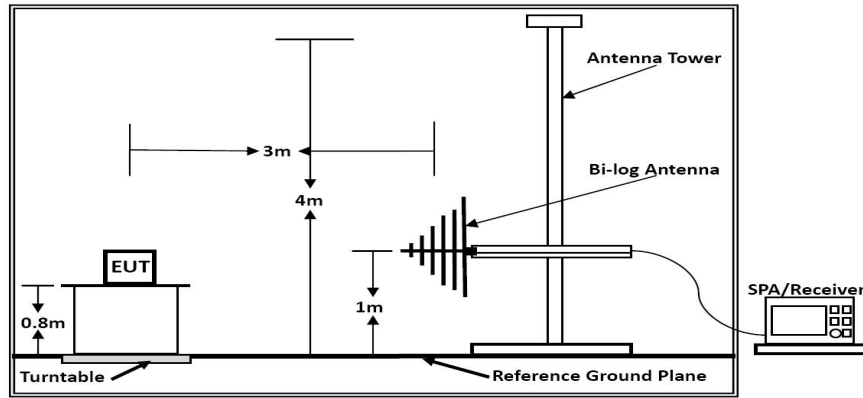 Antenna Tower
3m
Bi-log Antenna
4m
EUT
SPA/Receiver
1m
0.8m
Turntable
Reference Ground Plane